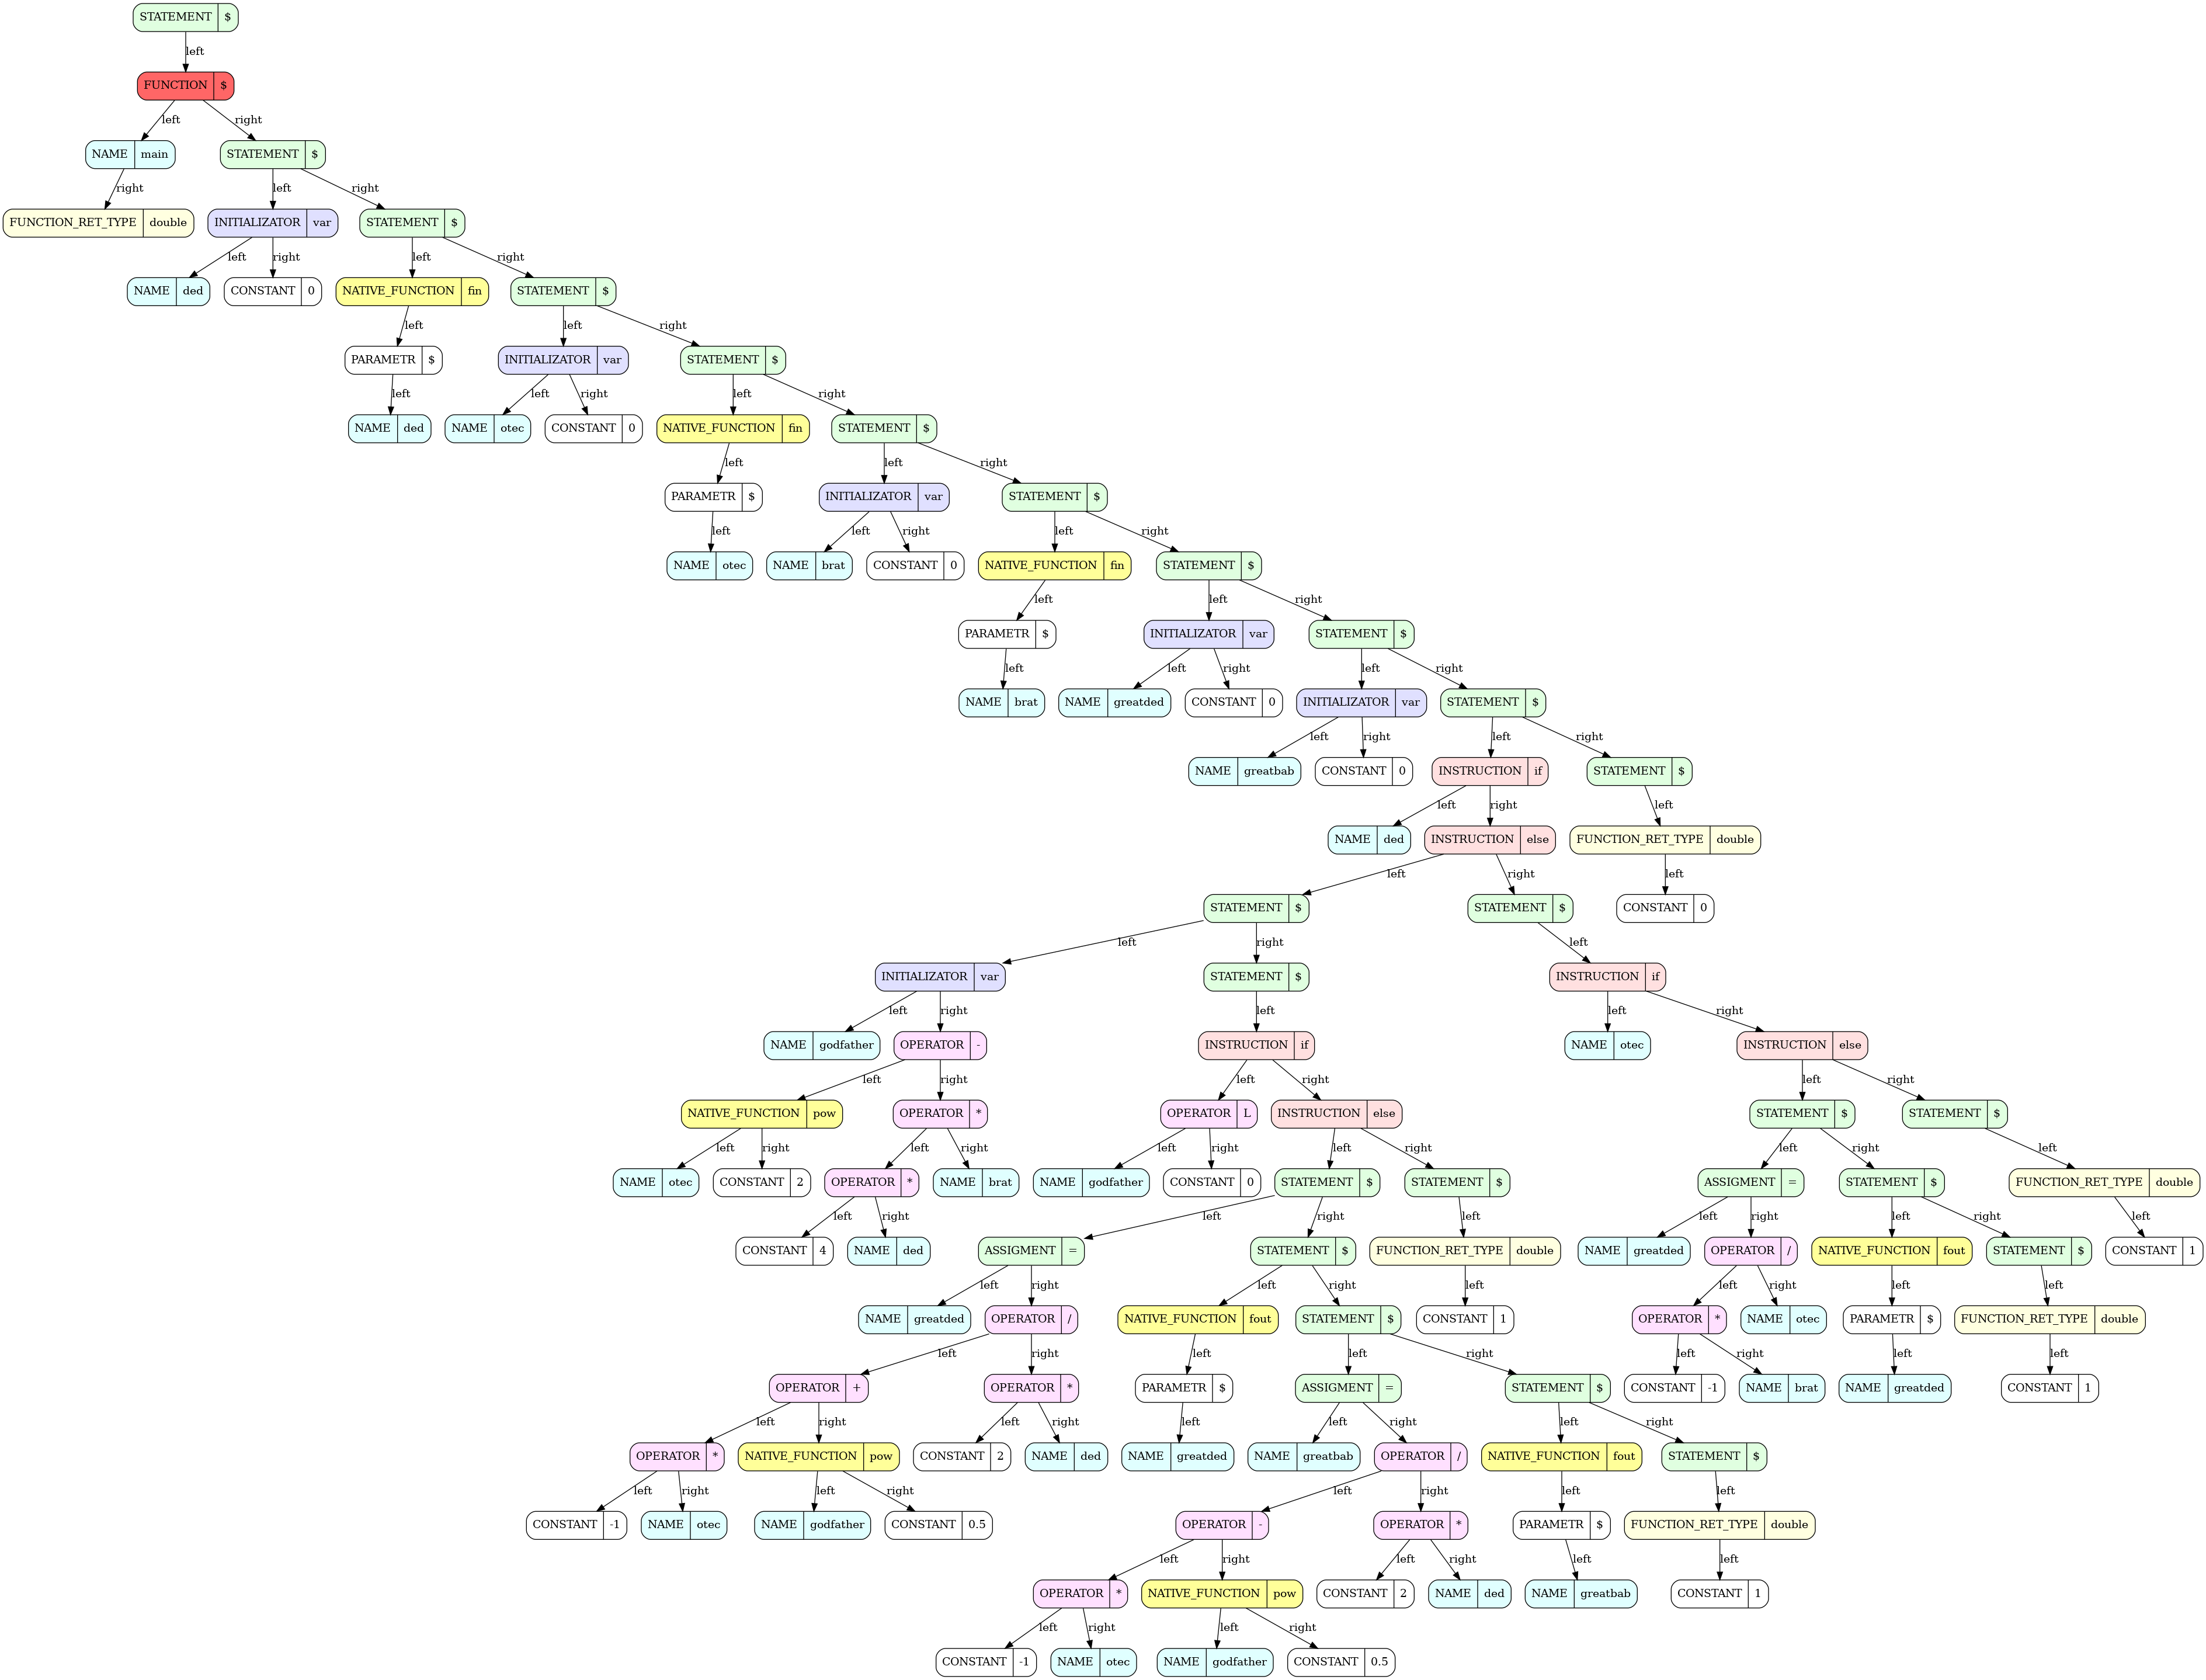 STATEMENT $
left
FUNCTION $
left right
NAME main STATEMENT $
right left right
FUNCTION_RET_TYPE double INITIALIZATOR var STATEMENT $
left right left right
NAME ded CONSTANT 0 NATIVE_FUNCTION fin STATEMENT $
left left right
PARAMETR $ INITIALIZATOR var STATEMENT $
left left right left right
NAME ded NAME otec CONSTANT 0 NATIVE_FUNCTION fin STATEMENT $
left left right
PARAMETR $ INITIALIZATOR var STATEMENT $
left left right left right
NAME otec NAME brat CONSTANT 0 NATIVE_FUNCTION fin STATEMENT $
left left right
PARAMETR $ INITIALIZATOR var STATEMENT $
left left right left right
NAME brat NAME greatded CONSTANT 0 INITIALIZATOR var STATEMENT $
left right left right
NAME greatbab CONSTANT 0 INSTRUCTION if STATEMENT $
left right left
NAME ded INSTRUCTION else FUNCTION_RET_TYPE double
left right left
STATEMENT $ STATEMENT $ CONSTANT 0
left right left
INITIALIZATOR var STATEMENT $ INSTRUCTION if
left right left left right
NAME godfather OPERATOR - INSTRUCTION if NAME otec INSTRUCTION else
left right left right left right
NATIVE_FUNCTION pow OPERATOR * OPERATOR L INSTRUCTION else STATEMENT $ STATEMENT $
left right left right left right left right left right left
NAME otec CONSTANT 2 OPERATOR * NAME brat NAME godfather CONSTANT 0 STATEMENT $ STATEMENT $ ASSIGMENT = STATEMENT $ FUNCTION_RET_TYPE double
left right left right left left right left right left
CONSTANT 4 NAME ded ASSIGMENT = STATEMENT $ FUNCTION_RET_TYPE double NAME greatded OPERATOR / NATIVE_FUNCTION fout STATEMENT $ CONSTANT 1
left right left right left left right left left
NAME greatded OPERATOR / NATIVE_FUNCTION fout STATEMENT $ CONSTANT 1 OPERATOR * NAME otec PARAMETR $ FUNCTION_RET_TYPE double
left right left left right left right left left
OPERATOR + OPERATOR * PARAMETR $ ASSIGMENT = STATEMENT $ CONSTANT -1 NAME brat NAME greatded CONSTANT 1
left right left right left left right left right
OPERATOR * NATIVE_FUNCTION pow CONSTANT 2 NAME ded NAME greatded NAME greatbab OPERATOR / NATIVE_FUNCTION fout STATEMENT $
left right left right left right left left
CONSTANT -1 NAME otec NAME godfather CONSTANT 0.5 OPERATOR - OPERATOR * PARAMETR $ FUNCTION_RET_TYPE double
left right left right left left
OPERATOR * NATIVE_FUNCTION pow CONSTANT 2 NAME ded NAME greatbab CONSTANT 1
left right left right
CONSTANT -1 NAME otec NAME godfather CONSTANT 0.5